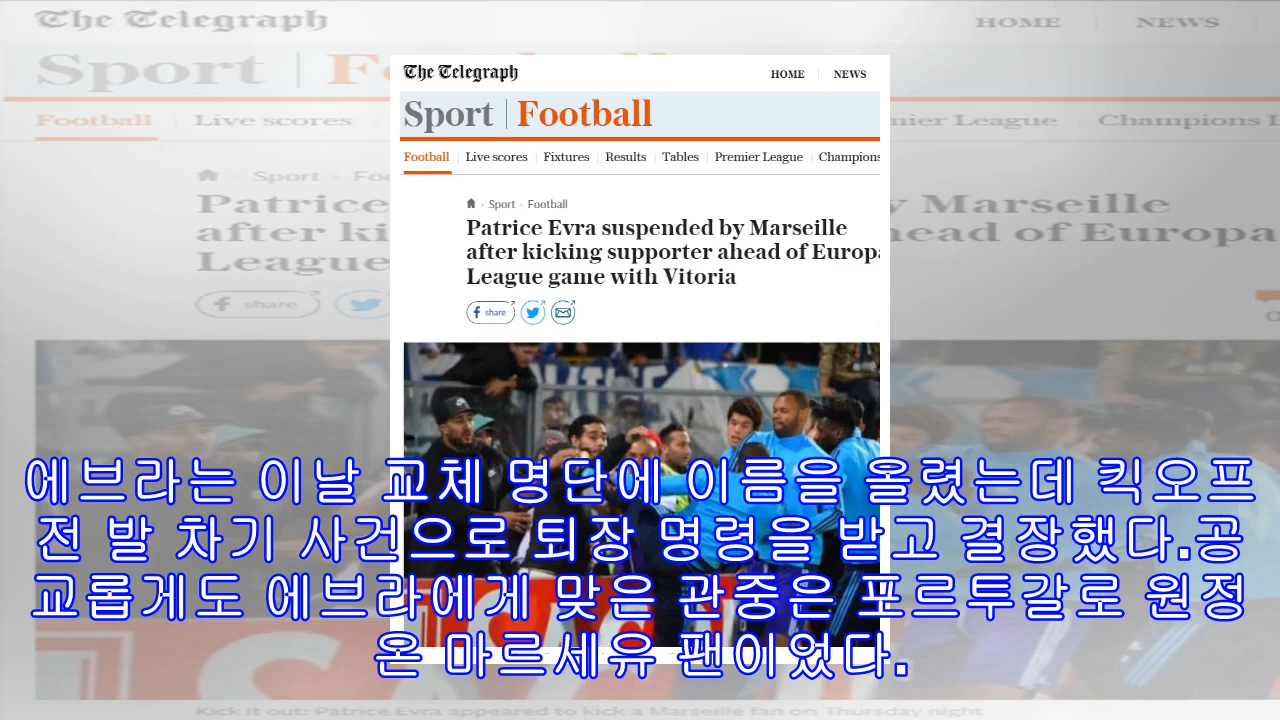 The Telegraph
HOME
NEWS
Sport | Football
Football
Live scores
Fixtures
Results
Tables
Premier League
Champions
Sport › Football
Patrice Evra suspended by Marseille
after kicking supporter ahead of Europa
League game with Vitoria
share
에브라는 이날 교체 명단에 이름을 올렸는데 킥오프
전 발 차기 사건으로 퇴장 명령을 받고 결장했다.공
교롭게도 에브라에게 맞은 관중은 포르투갈로 원정
온 마르세유 팬이었다.
Kick it out: Patrice Evra appeared to kick a Marseille fan on Thursday night